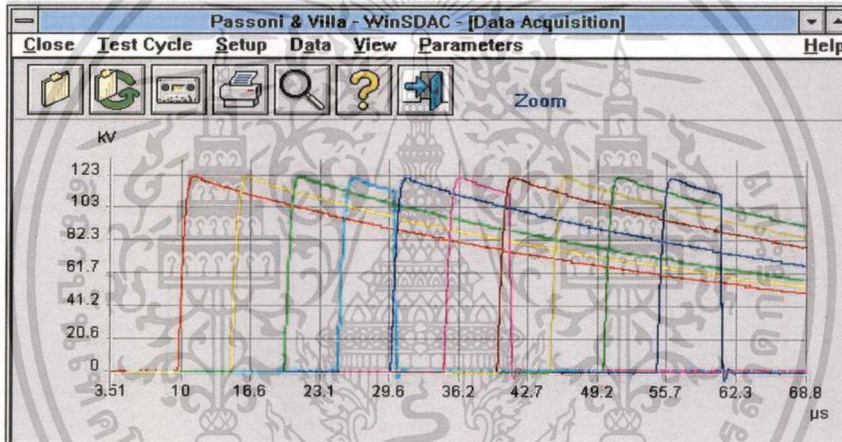 Passoni & Villa - WinSDAC - [Data Acquisition]
Close Test Cycle Setup Data View Parameters Help
Zoom
kV
123
103
82.3
61.7
41.2
20.6
0
3.51 10 16.6 23.1 29.6 36.2 42.7 49.2 55.7 62.3 68.8
µs